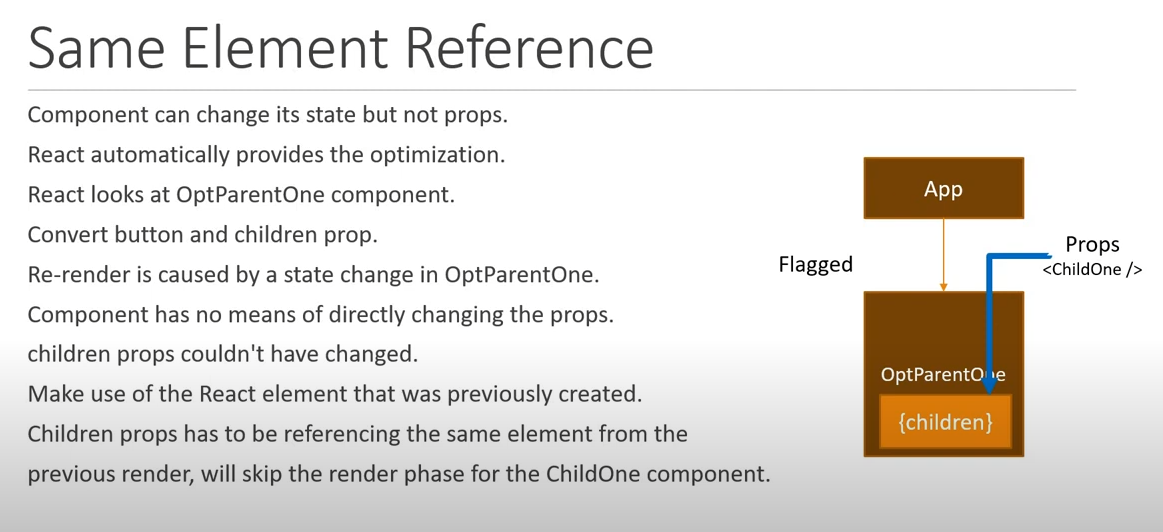 Same Element Reference
Component can change its state but not props.
React automatically provides the optimization.
React looks at OptParentOne component.
Convert button and children prop.
Re-render is caused by a state change in OptParentOne.
Component has no means of directly changing the props.
children props couldn't have changed.
Make use of the React element that was previously created.
Children props has to be referencing the same element from the
previous render, will skip the render phase for the ChildOne component.
App
Flagged
Props
<ChildOne />
OptParentOne
{children}